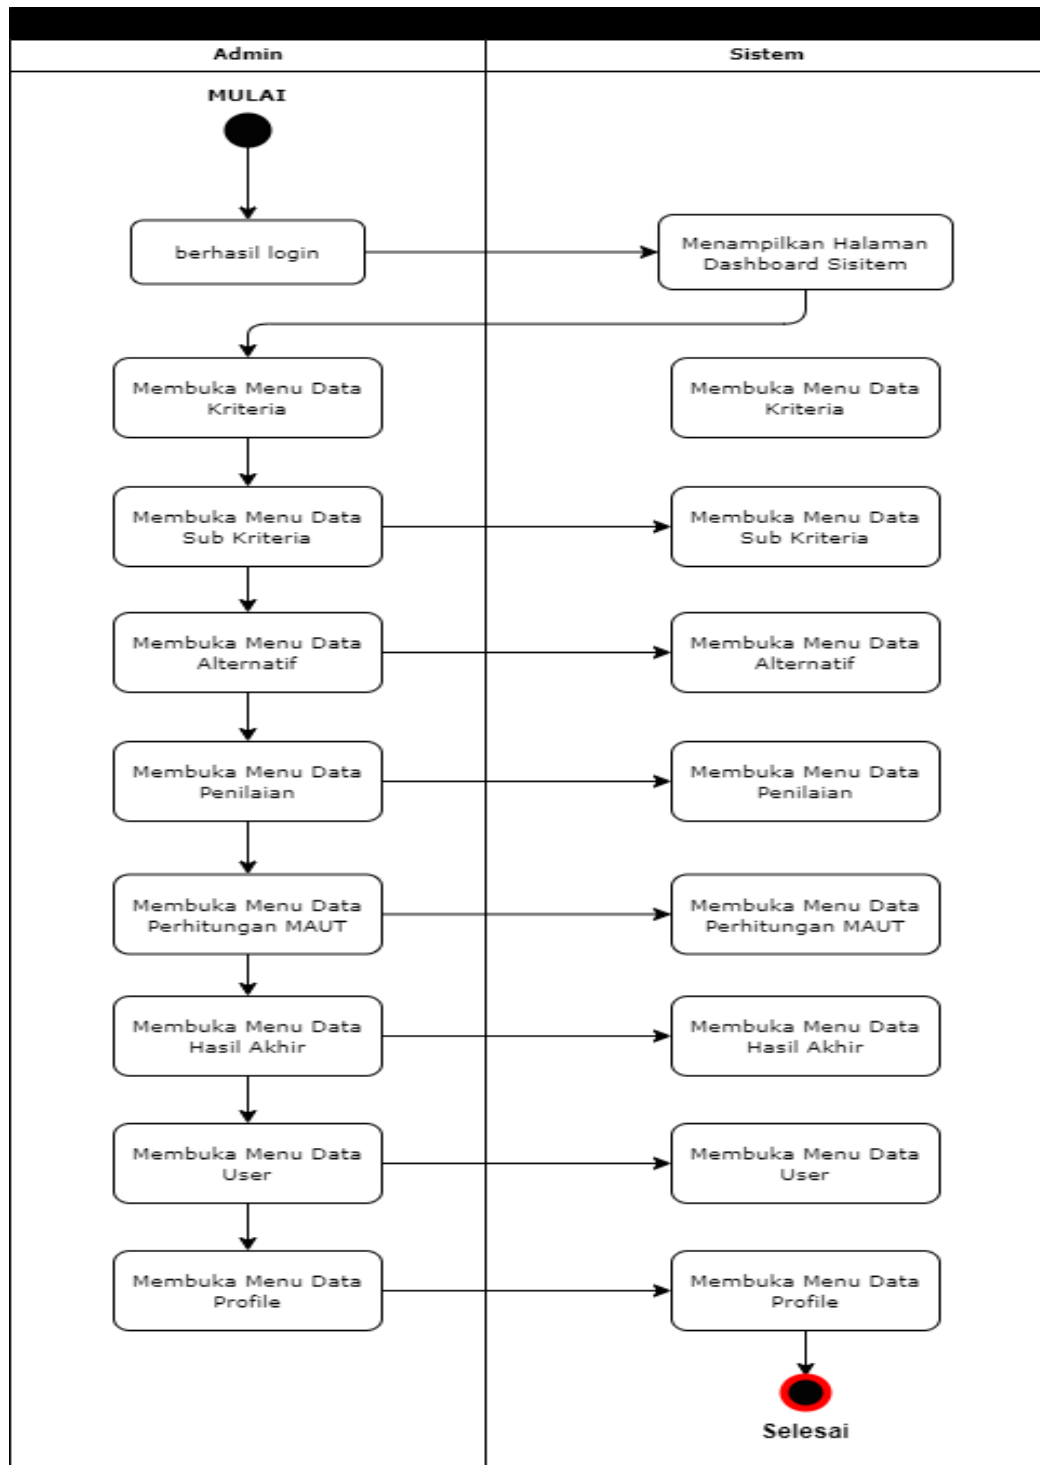 Admin
Sistem
MULAI
berhasil login
Menampilkan Halaman
Dashboard Sisitem
Membuka Menu Data
Kriteria
Membuka Menu Data
Kriteria
Membuka Menu Data
Sub Kriteria
Membuka Menu Data
Sub Kriteria
Membuka Menu Data
Alternatif
Membuka Menu Data
Alternatif
Membuka Menu Data
Penilaian
Membuka Menu Data
Penilaian
Membuka Menu Data
Perhitungan MAUT
Membuka Menu Data
Perhitungan MAUT
Membuka Menu Data
Hasil Akhir
Membuka Menu Data
Hasil Akhir
Membuka Menu Data
User
Membuka Menu Data
User
Membuka Menu Data
Profile
Membuka Menu Data
Profile
Selesai